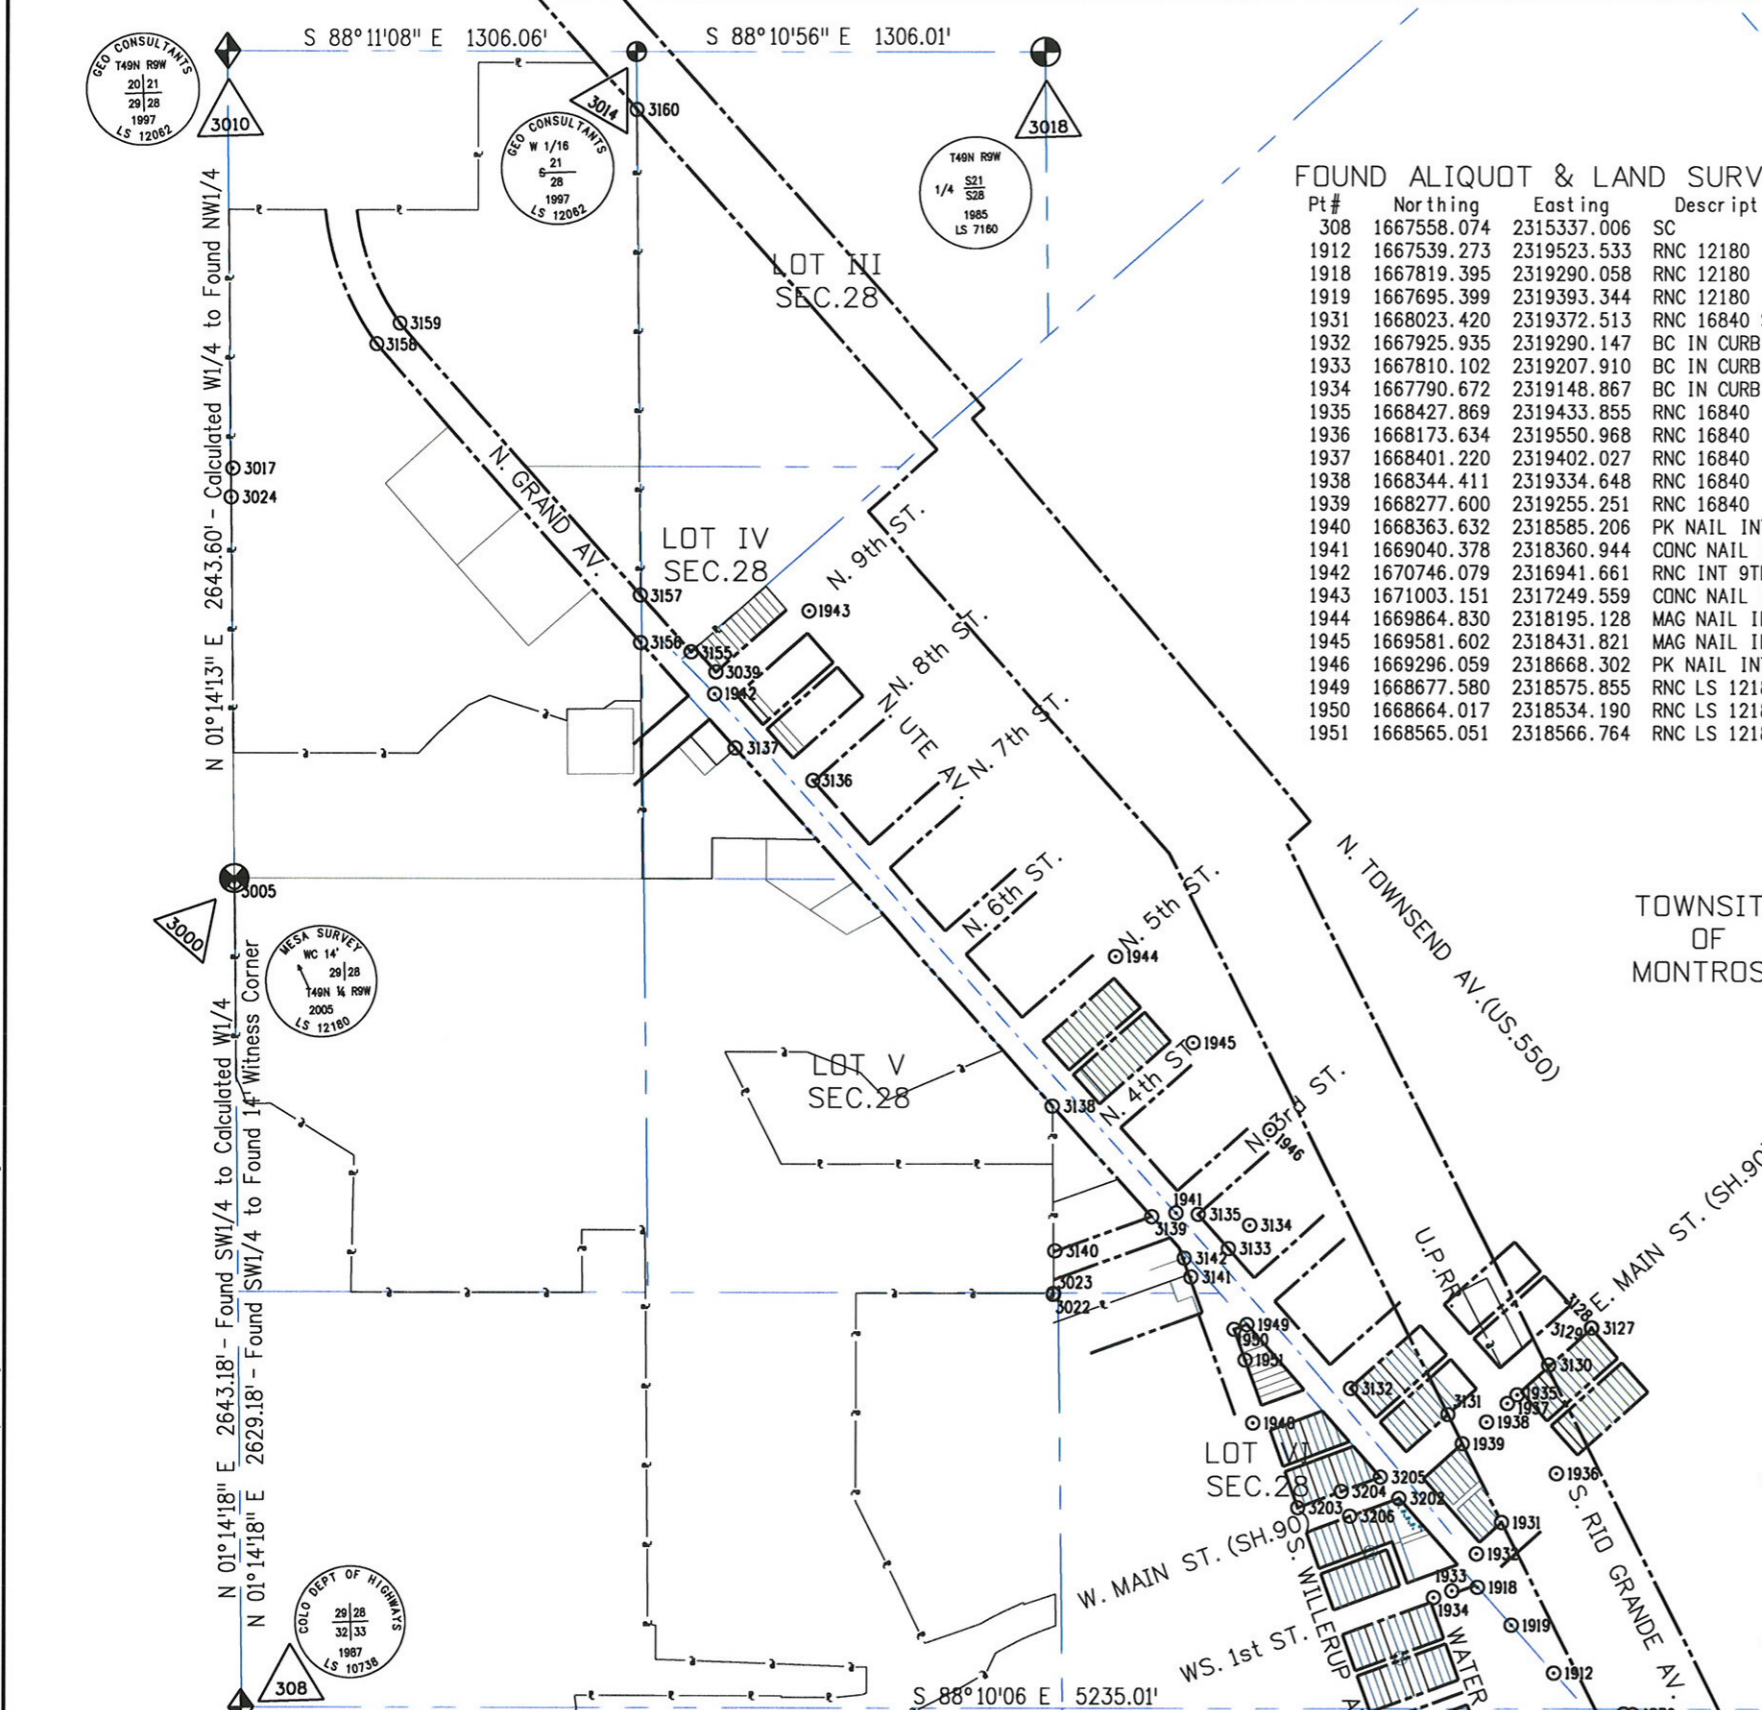 S 88°11'08" E 1306.06'
S 88°10'56" E 1306.01'
GEO CONSULTANTS
T49N R9W
20|21
29|28
1997
LS 12062
3010
3014
3160
GEO CONSULTANTS
W 1/16
21
S
28
1997
LS 12062
3018
T49N R9W
1/4 S21
S28
1985
LS 7160
N 01°14'13" E 2643.60' - Calculated W1/4 to Found NW1/4
LOT III
SEC.28
3159
3158
3017
3024
N. GRAND AV.
LOT IV
SEC.28
N. 9th ST.
3157
1943
3156
3155
3039
1942
N. 8th ST.
N. UTE AV.
N. 7th ST.
3137
3136
FOUND ALIQUOT & LAND SURV
Pt# Northing Easting Descript
308 1667558.074 2315337.006 SC
1912 1667539.273 2319523.533 RNC 12180
1918 1667819.395 2319290.058 RNC 12180
1919 1667695.399 2319393.344 RNC 12180
1931 1668023.420 2319372.513 RNC 16840
1932 1667925.935 2319290.147 BC IN CURB
1933 1667810.102 2319207.910 BC IN CURB
1934 1667790.672 2319148.867 BC IN CURB
1935 1668427.869 2319433.855 RNC 16840
1936 1668173.634 2319550.968 RNC 16840
1937 1668401.220 2319402.027 RNC 16840
1938 1668344.411 2319334.648 RNC 16840
1939 1668277.600 2319255.251 RNC 16840
1940 1668363.632 2318585.206 PK NAIL IN
1941 1669040.378 2318360.944 CONC NAIL
1942 1670746.079 2316941.661 RNC INT 9T
1943 1671003.151 2317249.559 CONC NAIL
1944 1669864.830 2318195.128 MAG NAIL I
1945 1669581.602 2318431.821 MAG NAIL I
1946 1669296.059 2318668.302 PK NAIL IN
1949 1668677.580 2318575.855 RNC LS 1218
1950 1668664.017 2318534.190 RNC LS 1218
1951 1668565.051 2318566.764 RNC LS 1218
3005
3000
MESA SURVEY
WC 14'
29|28
T49N ¼ R9W
2005
LS 12180
N. 6th ST.
N. 5th ST.
1944
N. TOWNSEND AV.(US.550)
TOWNSIT
OF
MONTROS
N 01°14'18" E 2643.18' - Found SW1/4 to Calculated W1/4
N 01°14'18" E 2629.18' - Found SW1/4 to Found 14' Witness Corner
LOT V
SEC.28
3138
N. 4th ST.
1945
N. 3rd ST.
1946
1941
3139
3135
3134
3133
3140
3142
3141
3023
3022
U.P.RR.
E. MAIN ST. (SH.90)
3128
3129
3127
3130
1949
1950
1951
3132
3131
1935
1937
1938
1939
1940
LOT VI
SEC.28
3205
3204
3202
3203
3206
1936
1931
1932
W. MAIN ST. (SH.90)
S. WILLERUP A
1933
1918
1934
1919
1912
WS. 1st ST.
WATER
S. RIO GRANDE AV.
COLO DEPT OF HIGHWAYS
29|28
32|33
1987
LS 10738
308
S 88°10'06 E 5235.01'